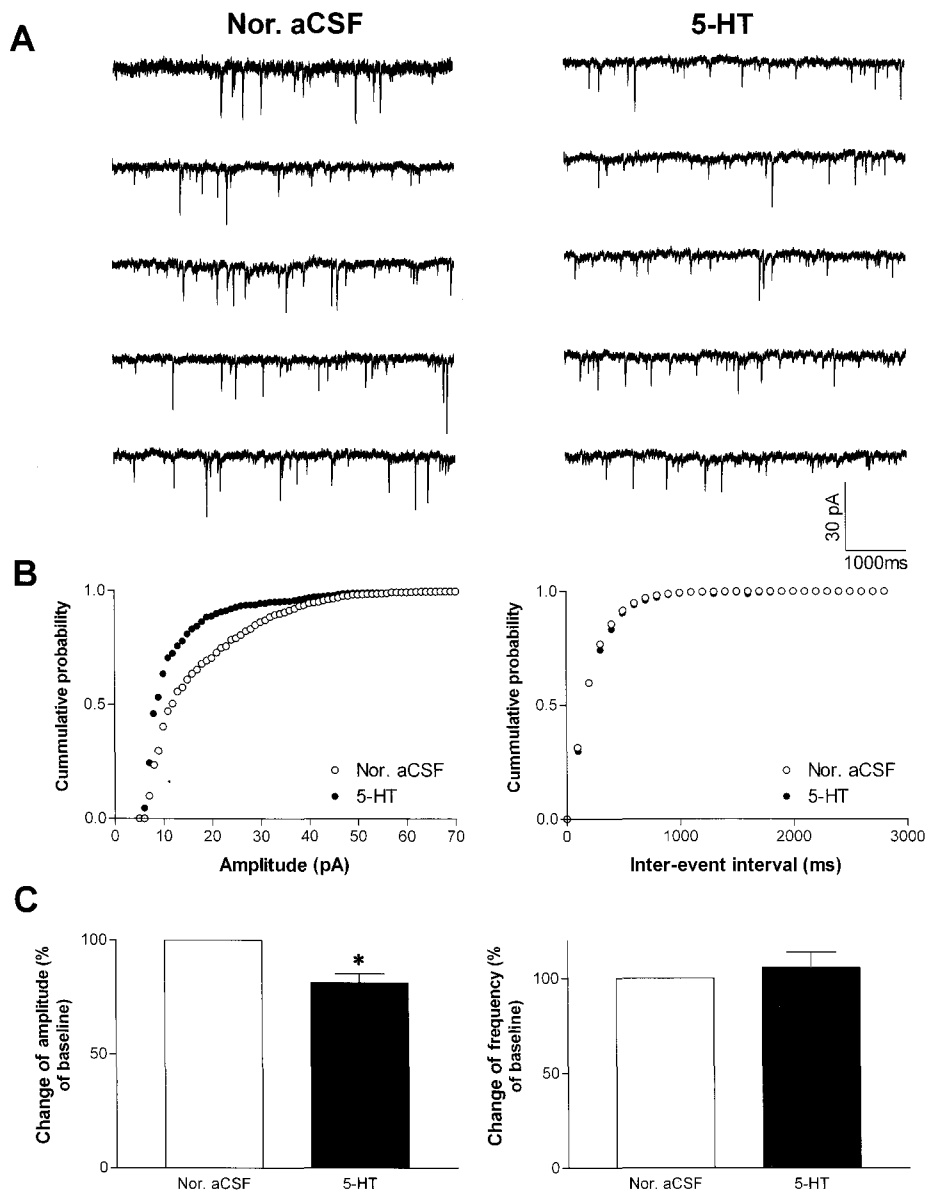 A
Nor. aCSF
5-HT
30 pA
1000ms
B
Cummulative probability
1.0
0.5
0.0
0 10 20 30 40 50 60 70
Amplitude (pA)
Nor. aCSF
5-HT
Cummulative probability
1.0
0.5
0.0
0 1000 2000 3000
Inter-event interval (ms)
Nor. aCSF
5-HT
C
Change of amplitude (%
of baseline)
100
50
0
*
Nor. aCSF
5-HT
Change of frequency (%
of baseline)
100
50
0
Nor. aCSF
5-HT